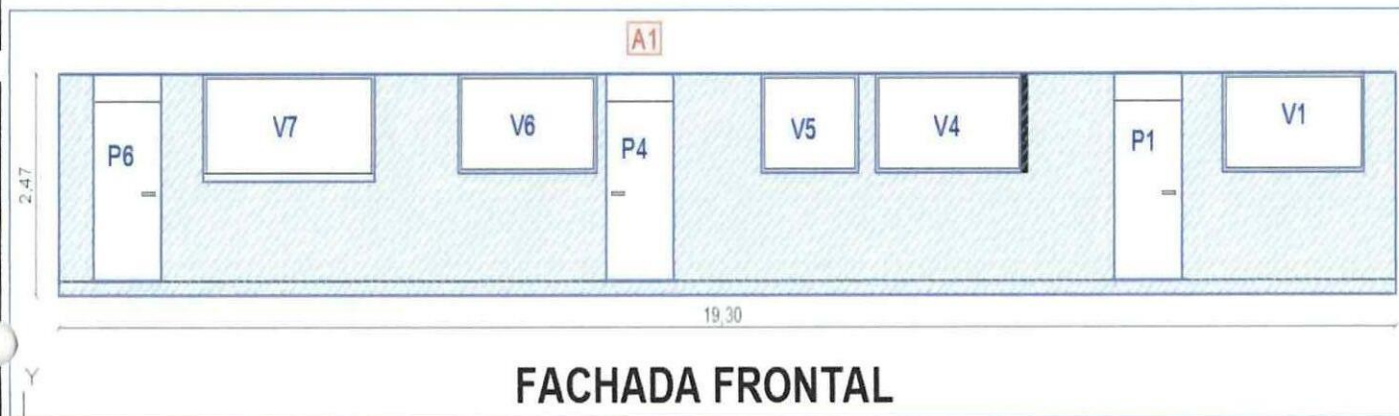 A1
P6
V7
V6
P4
V5
V4
P1
V1
2,47
19,30
Y
FACHADA FRONTAL